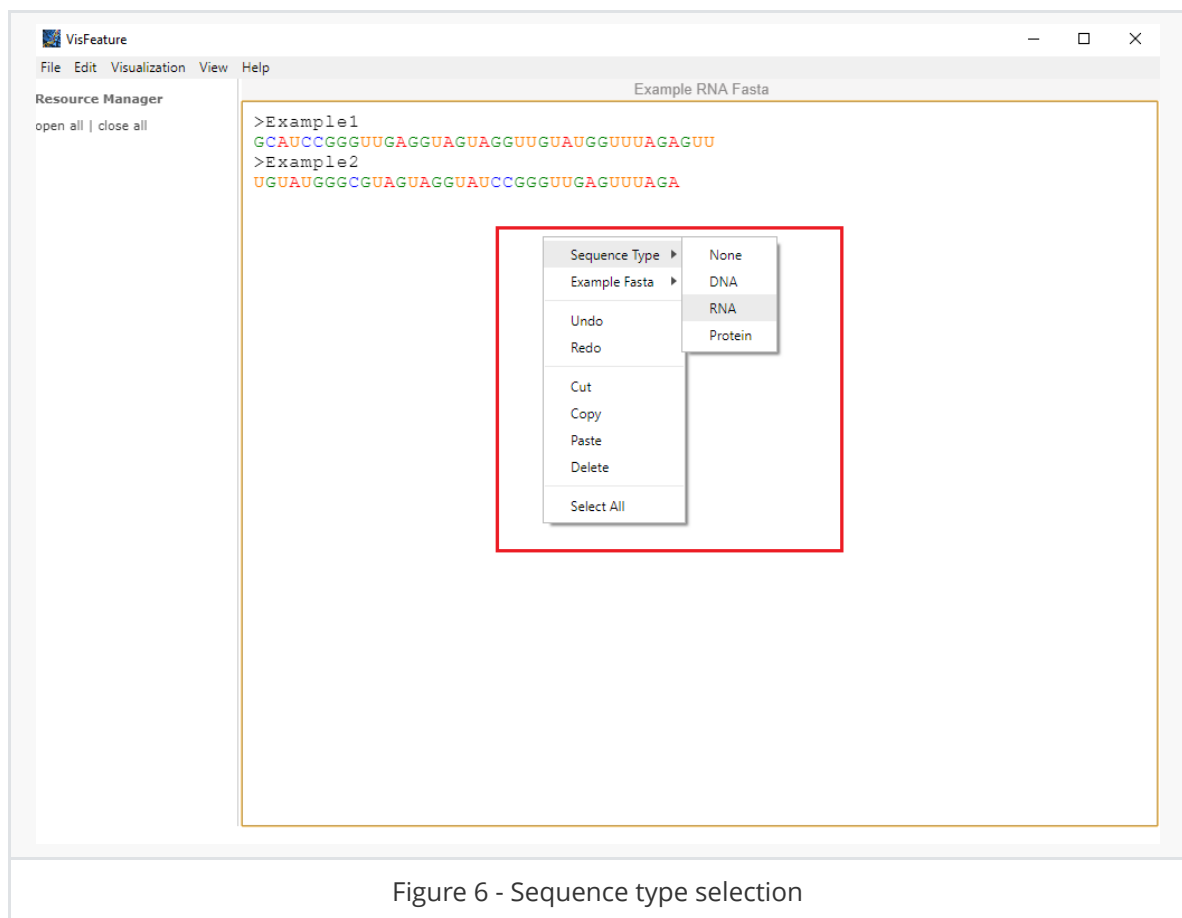 VisFeature
File Edit Visualization View Help
Resource Manager
open all | close all
Example RNA Fasta
>Example1
GCAUCCGGGUUGAGGUAGUAGGUUGUAUGGUUUAGAGUU
>Example2
UGUAUGGGCGUAGUAGGUAUCCGGGUUGAGUUUAGA
Sequence Type
Example Fasta
Undo
Redo
Cut
Copy
Paste
Delete
Select All
None
DNA
RNA
Protein
Figure 6 - Sequence type selection